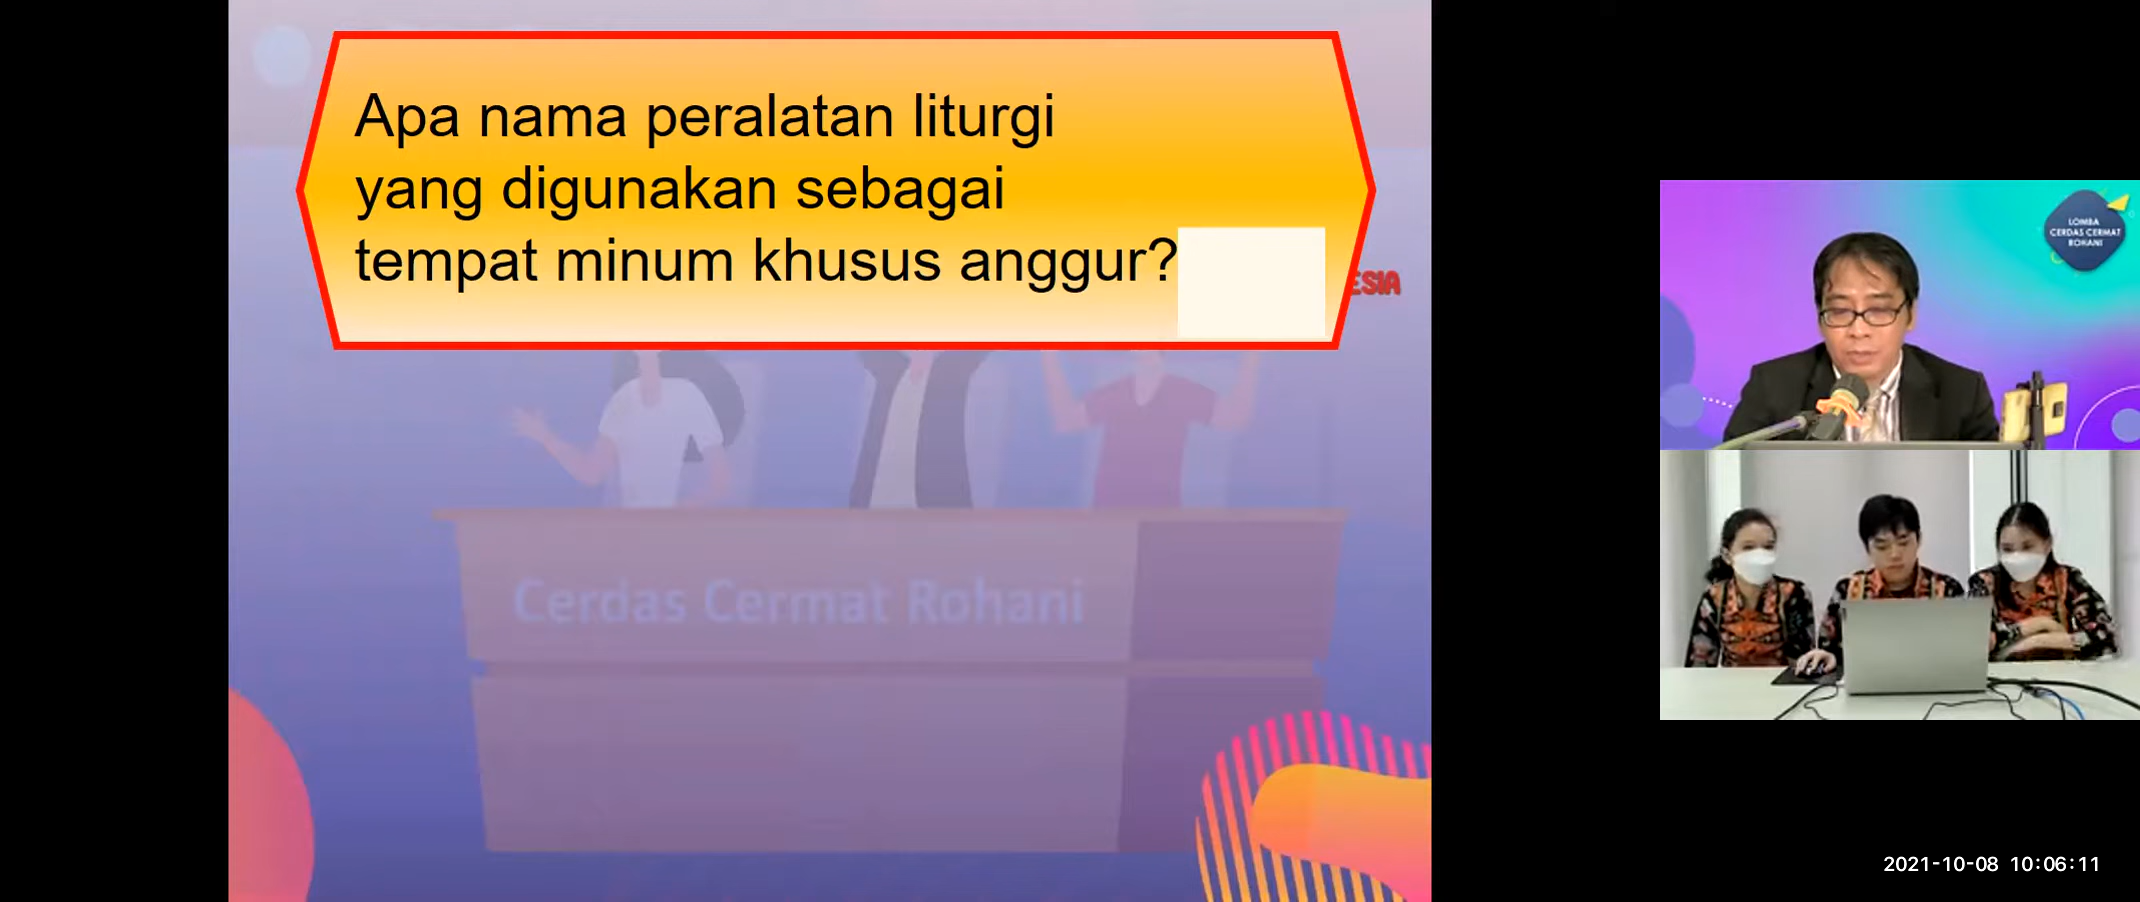 Apa nama peralatan liturgi
yang digunakan sebagai
tempat minum khusus anggur?
ESIA
Cerdas Cermat Rohani
LOMBA
CERDAS CERMAT
ROHANI
2021-10-08 10:06:11